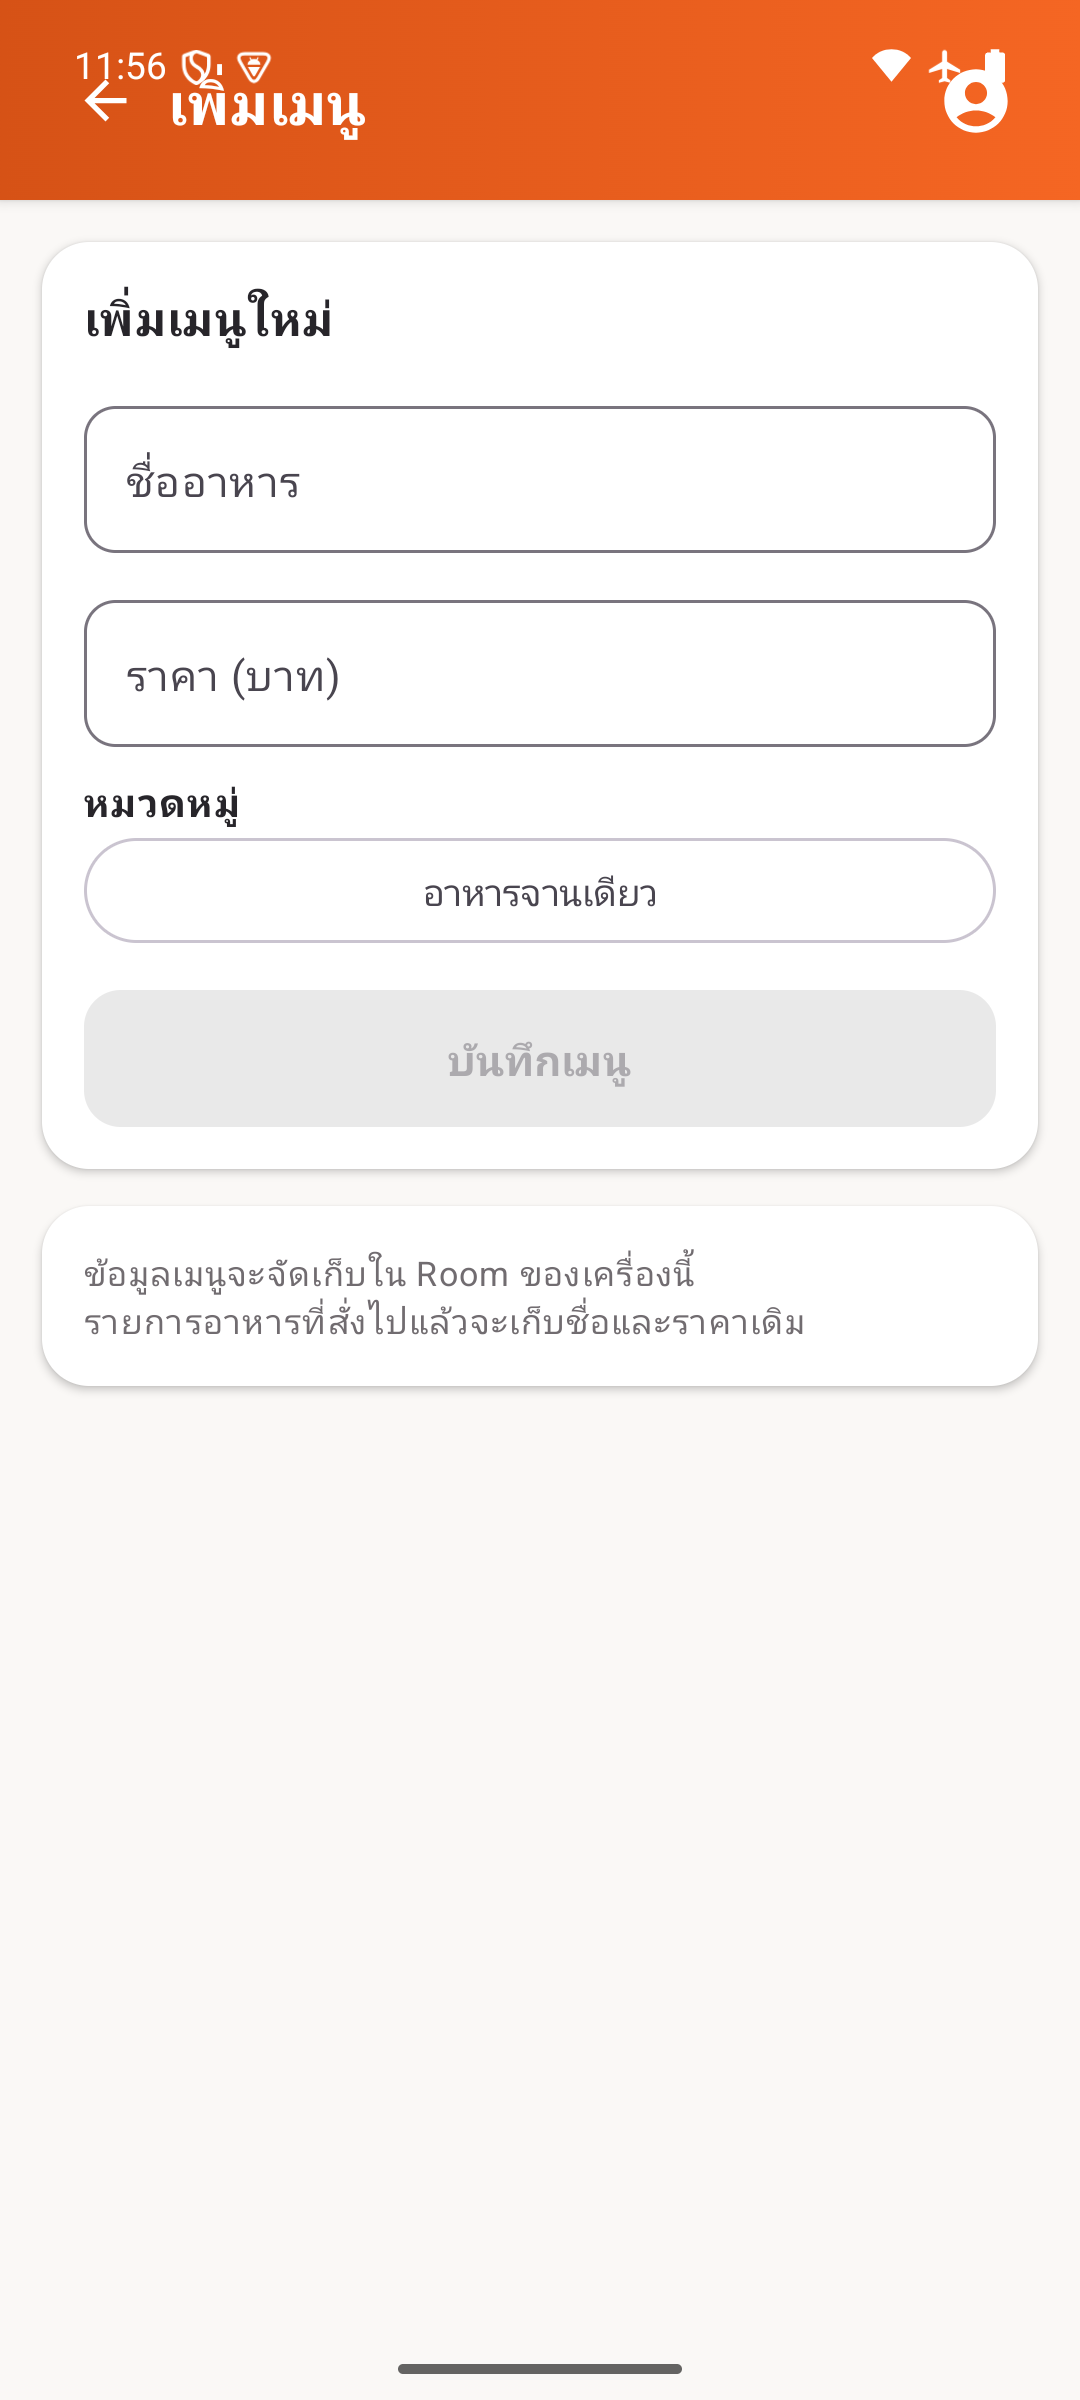 11:56
เพิ่มเมนู
เพิ่มเมนูใหม่
ชื่ออาหาร
ราคา (บาท)
หมวดหมู่
อาหารจานเดียว
บันทึกเมนู
ข้อมูลเมนูจะจัดเก็บใน Room ของเครื่องนี้
รายการอาหารที่สั่งไปแล้วจะเก็บชื่อและราคาเดิม